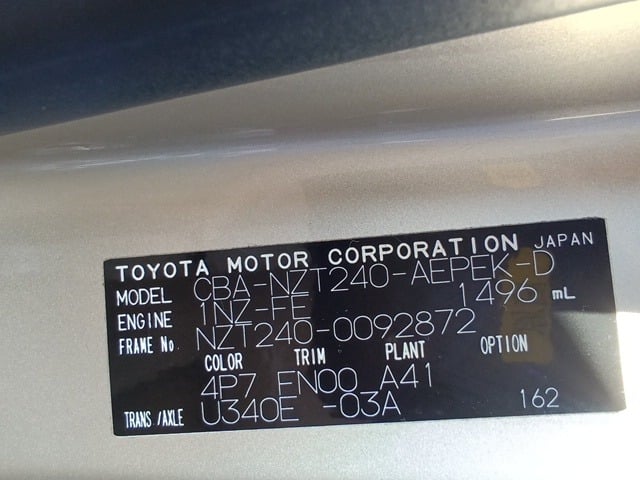 TOYOTA MOTOR CORPORATION JAPAN
MODEL CBA-NZT240-AEPEK-D
ENGINE 1NZ-FE 1496 mL
FRAME No NZT240-0092872
COLOR TRIM PLANT OPTION
4P7 FN00 A41
TRANS./AXLE U340E -03A 162